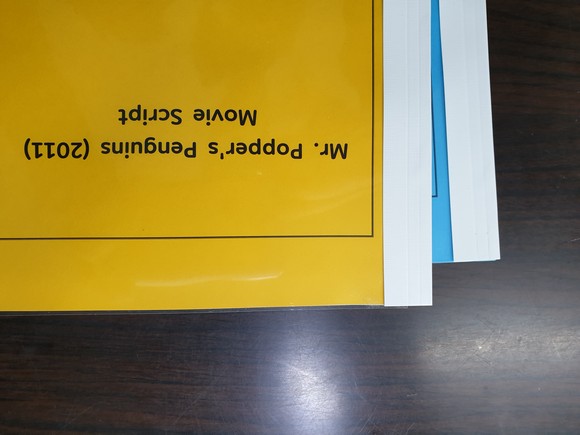 Mr. Popper's Penguins (2011)
Movie Script